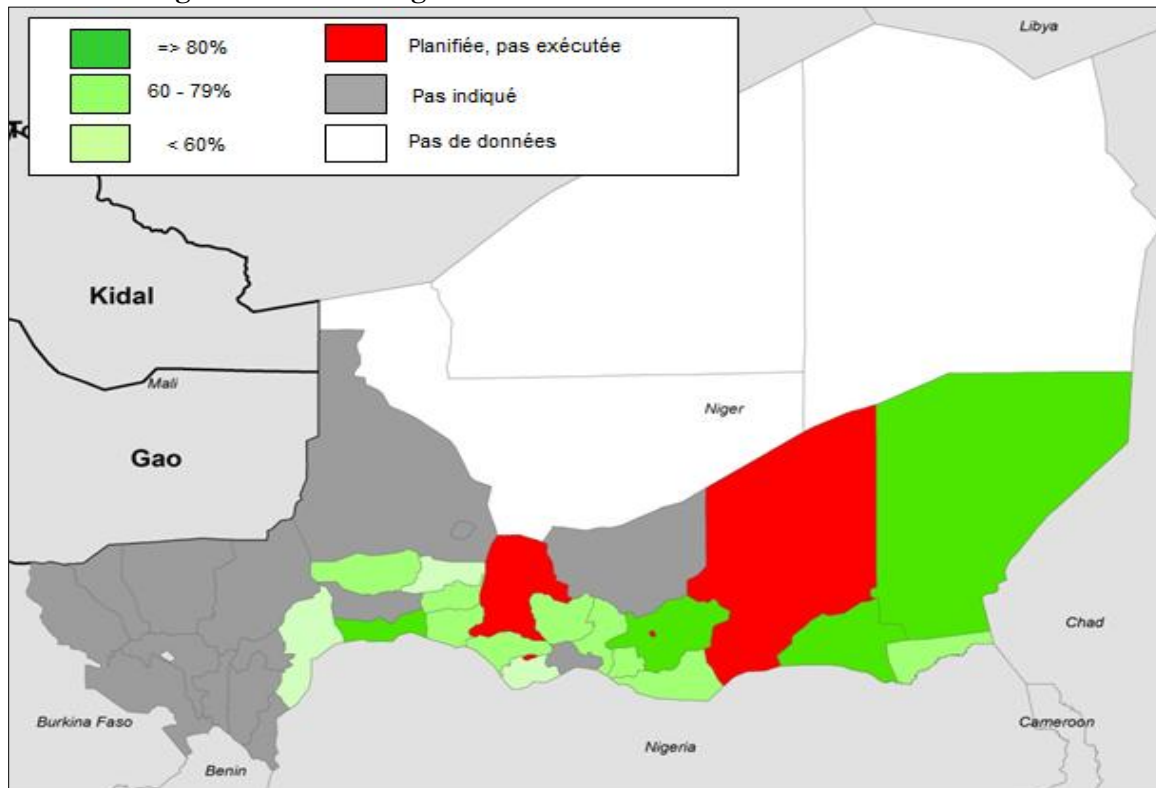 => 80%
Planifiée, pas exécutée
60 - 79%
Pas indiqué
< 60%
Pas de données
Libya
Kidal
Mali
Niger
Gao
Chad
Burkina Faso
Cameroon
Nigeria
Benin